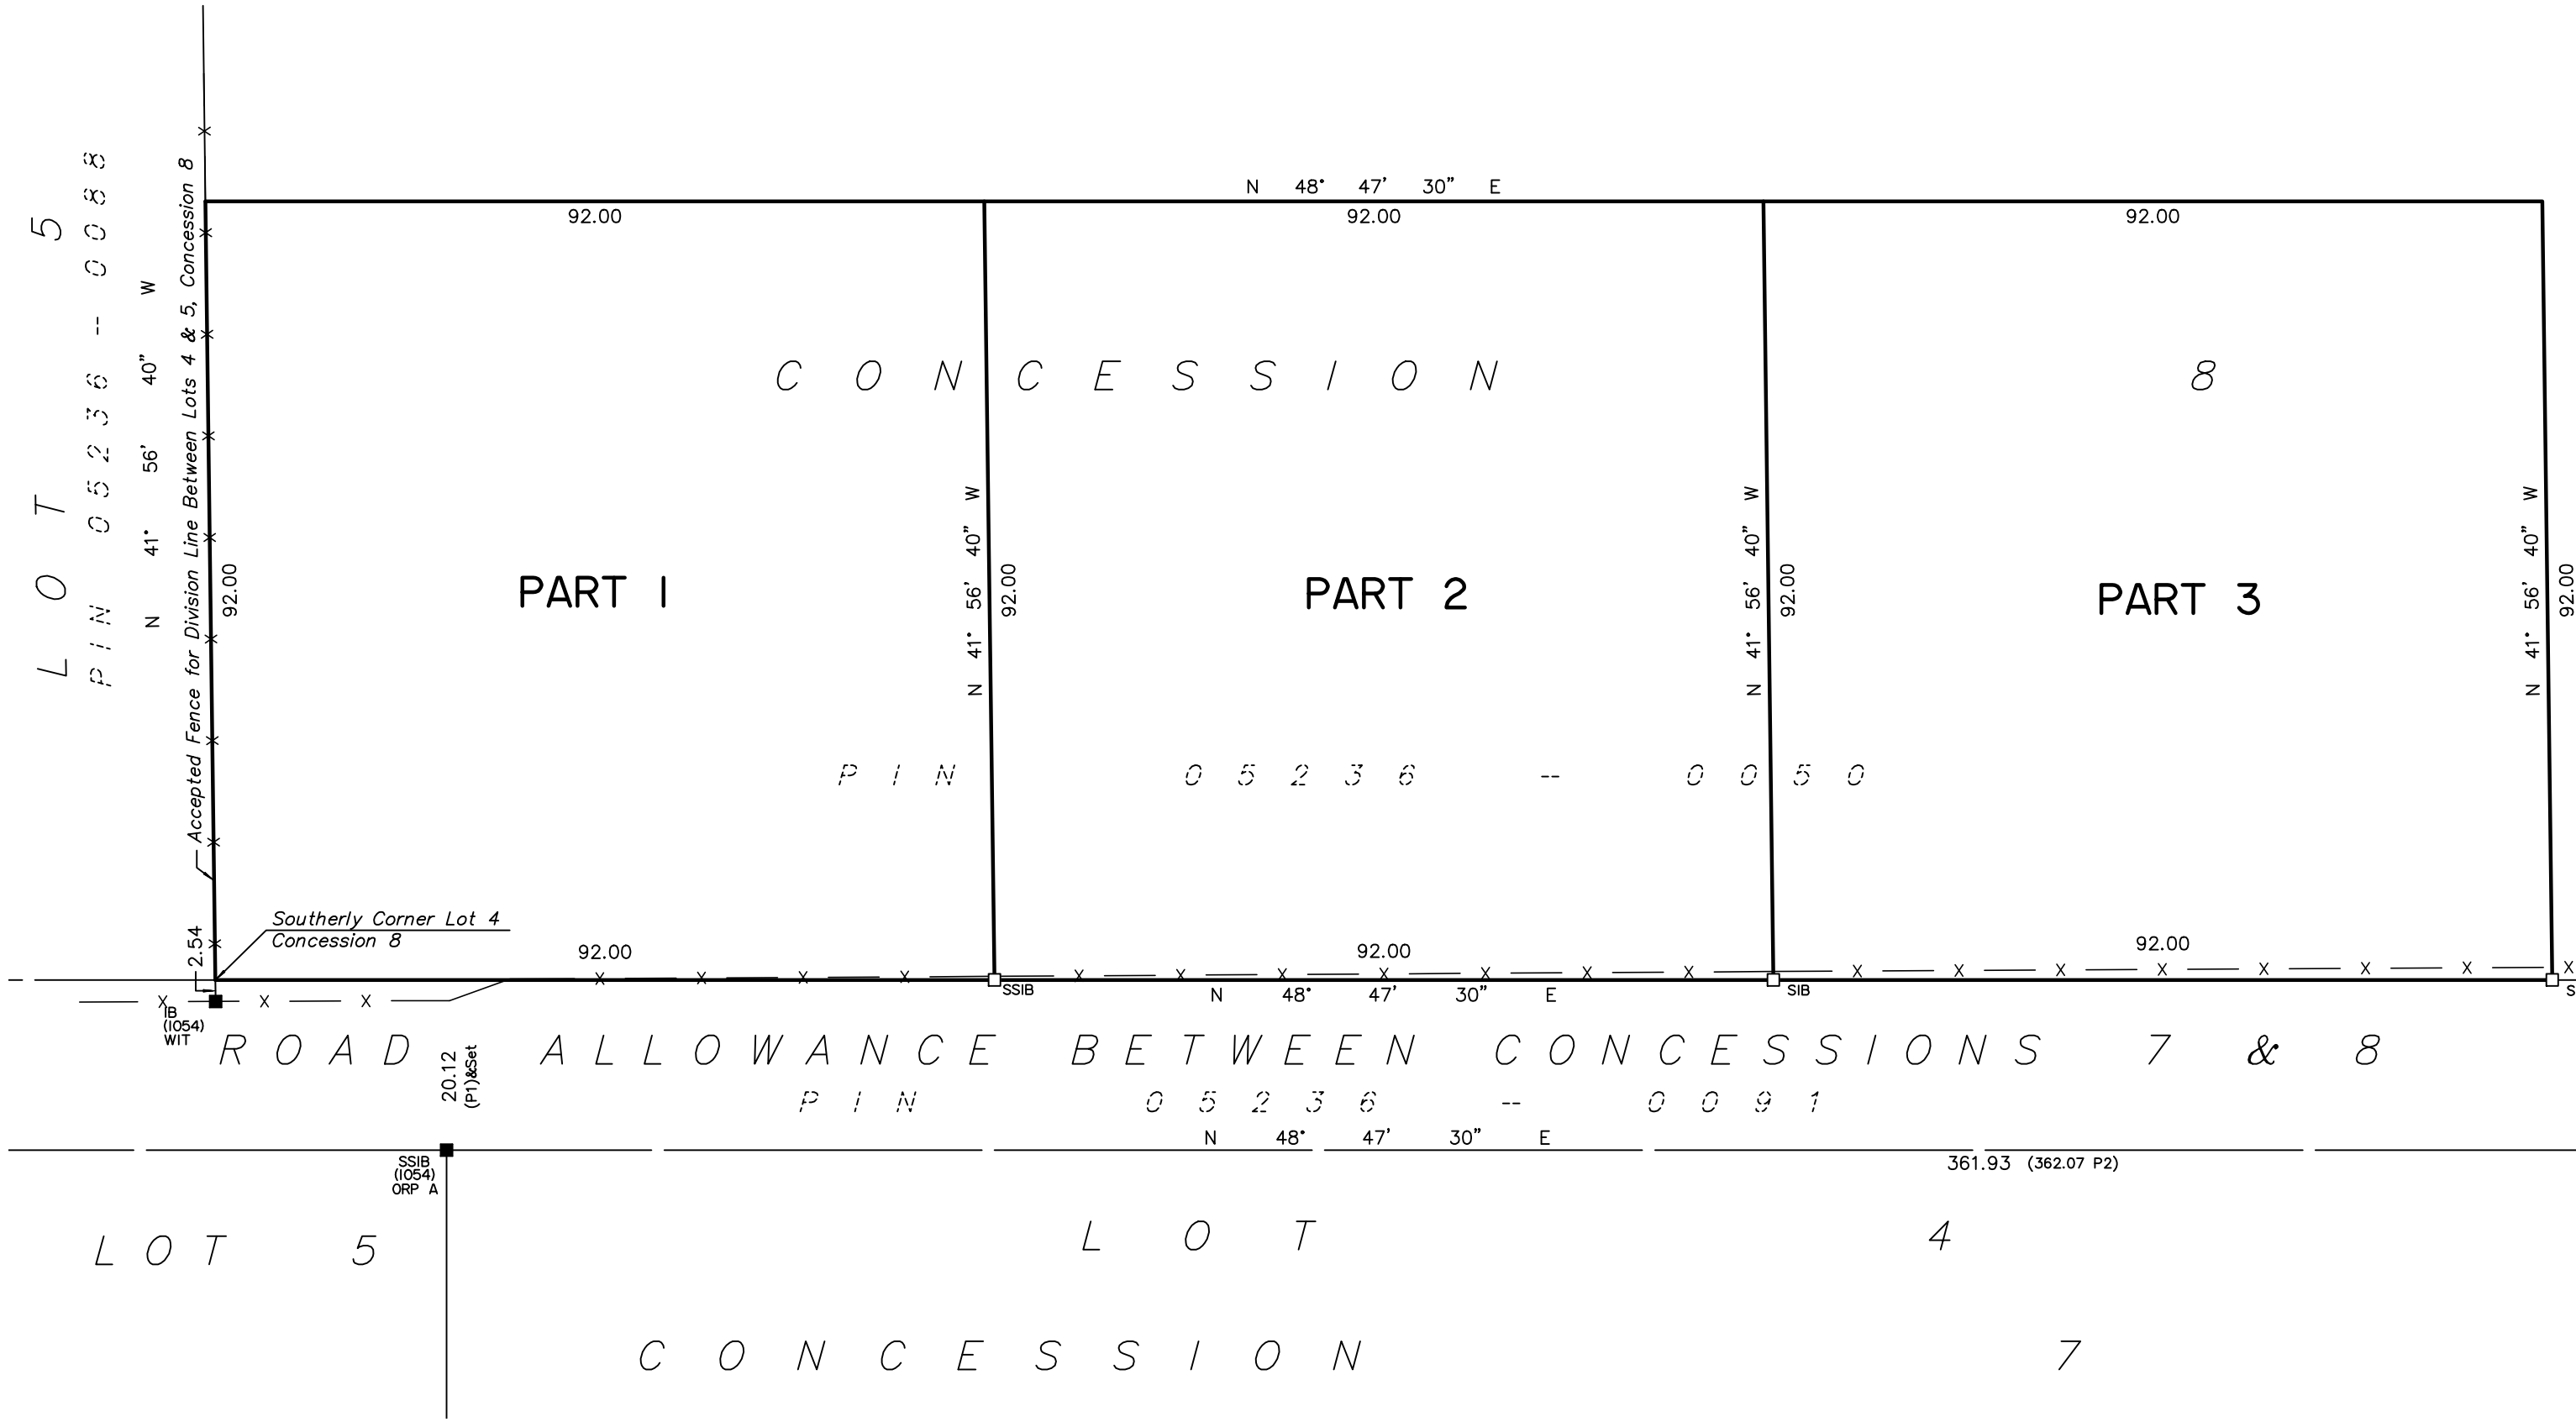 N 48° 47' 30" E
92.00
92.00
92.00
LOT 5
PIN 05236 -- 0088
N 41° 56' 40" W
Accepted Fence for Division Line Between Lots 4 & 5, Concession 8
92.00
CONCESSION 8
N 41° 56' 40" W
92.00
N 41° 56' 40" W
92.00
N 41° 56' 40" W
92.00
PART 1
PART 2
PART 3
PIN 05236 -- 0050
Southerly Corner Lot 4
Concession 8
2.54
92.00
92.00
92.00
SSIB
N 48° 47' 30" E
SIB
S
IB
(1054)
WIT
ROAD ALLOWANCE BETWEEN CONCESSIONS 7 & 8
20.12
(P1)&Set
PIN 05236 -- 0091
N 48° 47' 30" E
SSIB
(1054)
ORP A
361.93 (362.07 P2)
LOT 5
LOT 4
CONCESSION 7